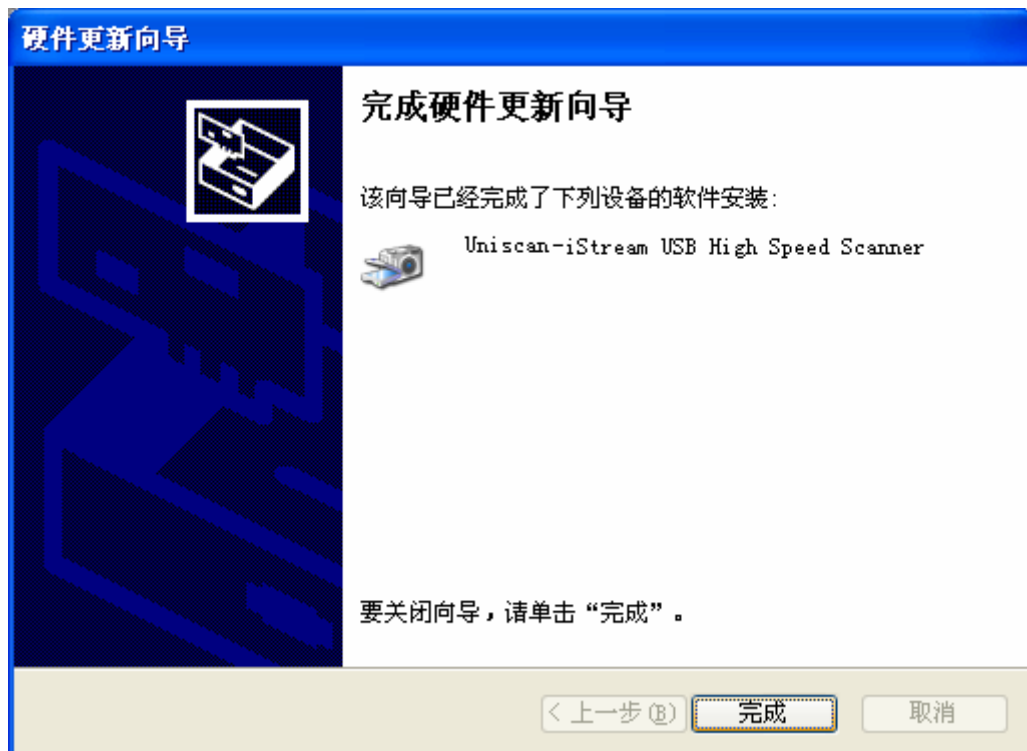 硬件更新向导
完成硬件更新向导
该向导已经完成了下列设备的软件安装:
Uniscan-iStream USB High Speed Scanner
要关闭向导，请单击“完成”。
< 上一步(B)
完成
取消